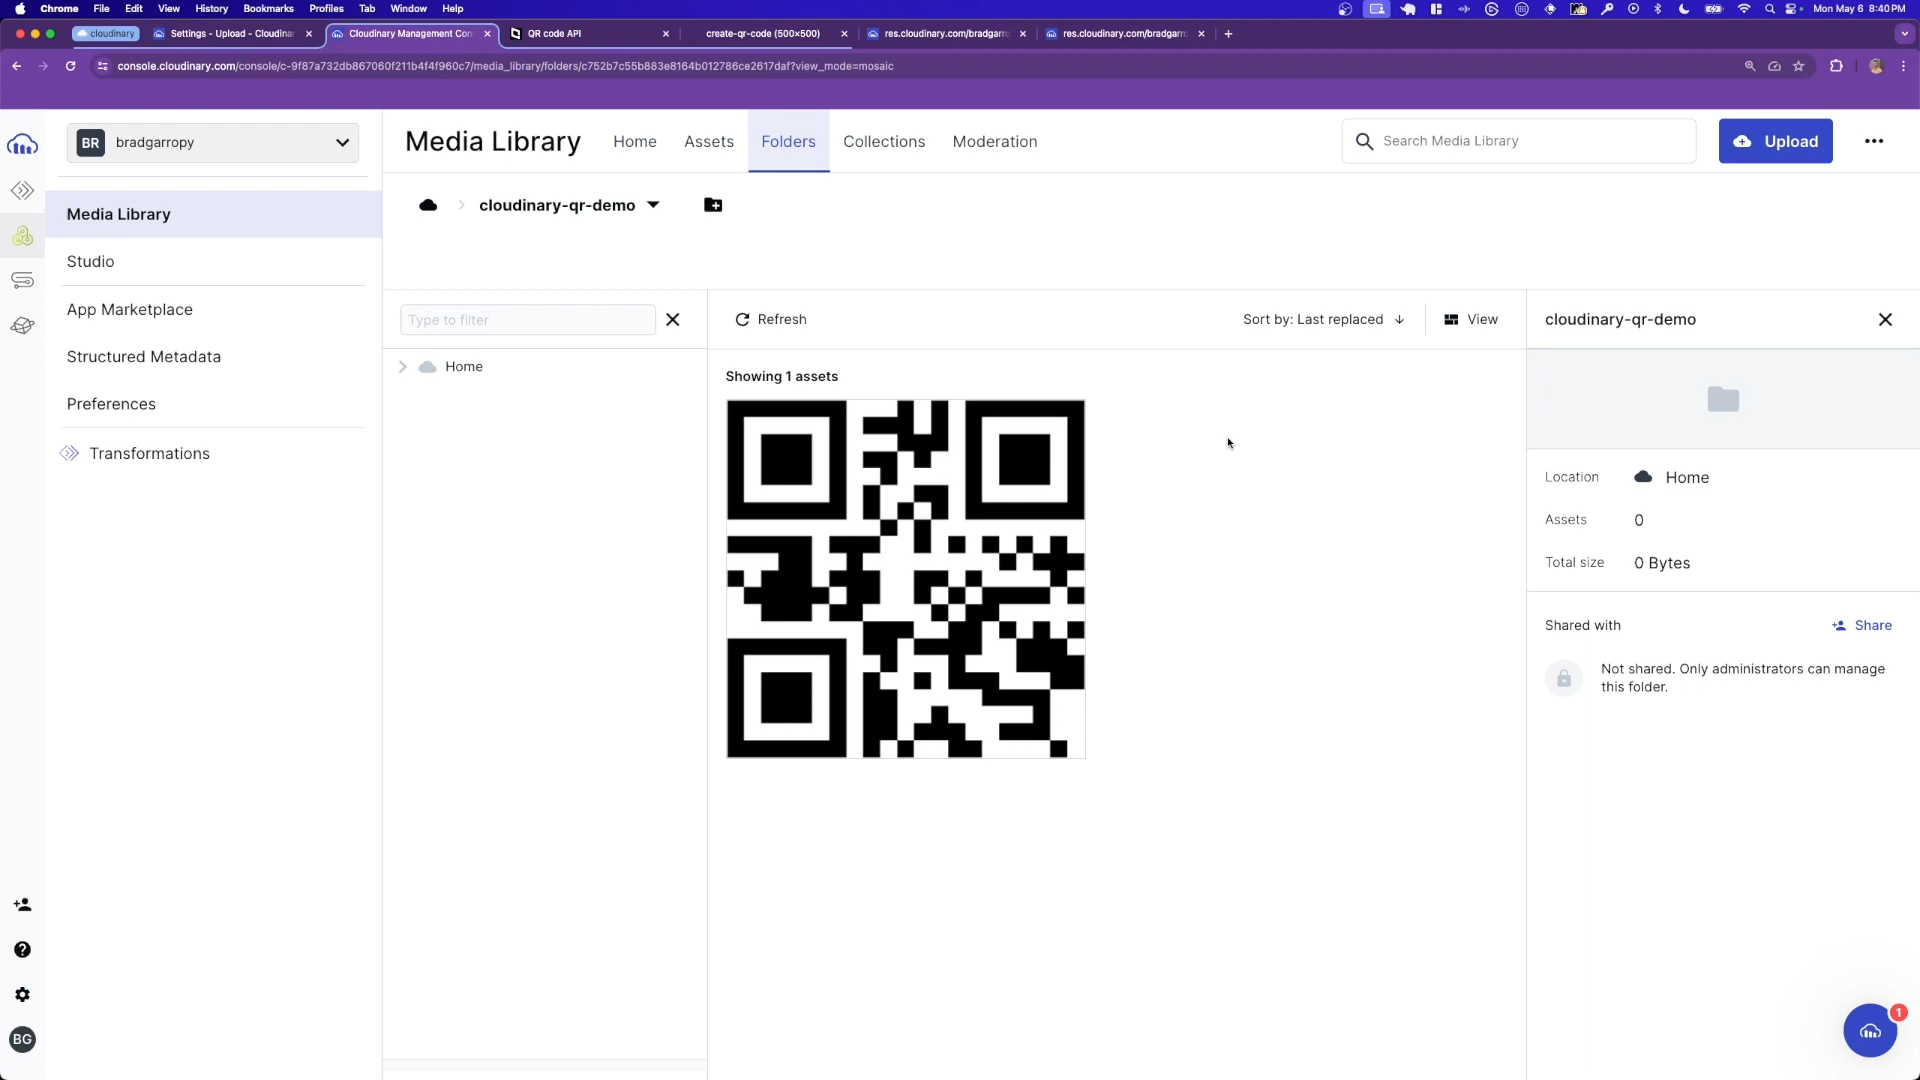 Chrome File Edit View History Bookmarks Profiles Tab Window Help
Mon May 6 8:40 PM
cloudinary
Settings - Upload - Cloudinar
Cloudinary Management Con
QR code API
create-qr-code (500×500)
res.cloudinary.com/bradgarro
res.cloudinary.com/bradgarro
console.cloudinary.com/console/c-9f87a732db867060f211b4f4f960c7/media_library/folders/c752b7c55b883e8164b012786ce2617daf?view_mode=mosaic
BR bradgarropy
Media Library
Studio
App Marketplace
Structured Metadata
Preferences
Transformations
BG
Media Library Home Assets Folders Collections Moderation
Search Media Library
Upload
cloudinary-qr-demo
Type to filter
Home
Refresh
Sort by: Last replaced
View
Showing 1 assets
cloudinary-qr-demo
Location Home
Assets 0
Total size 0 Bytes
Shared with
Share
Not shared. Only administrators can manage
this folder.
1